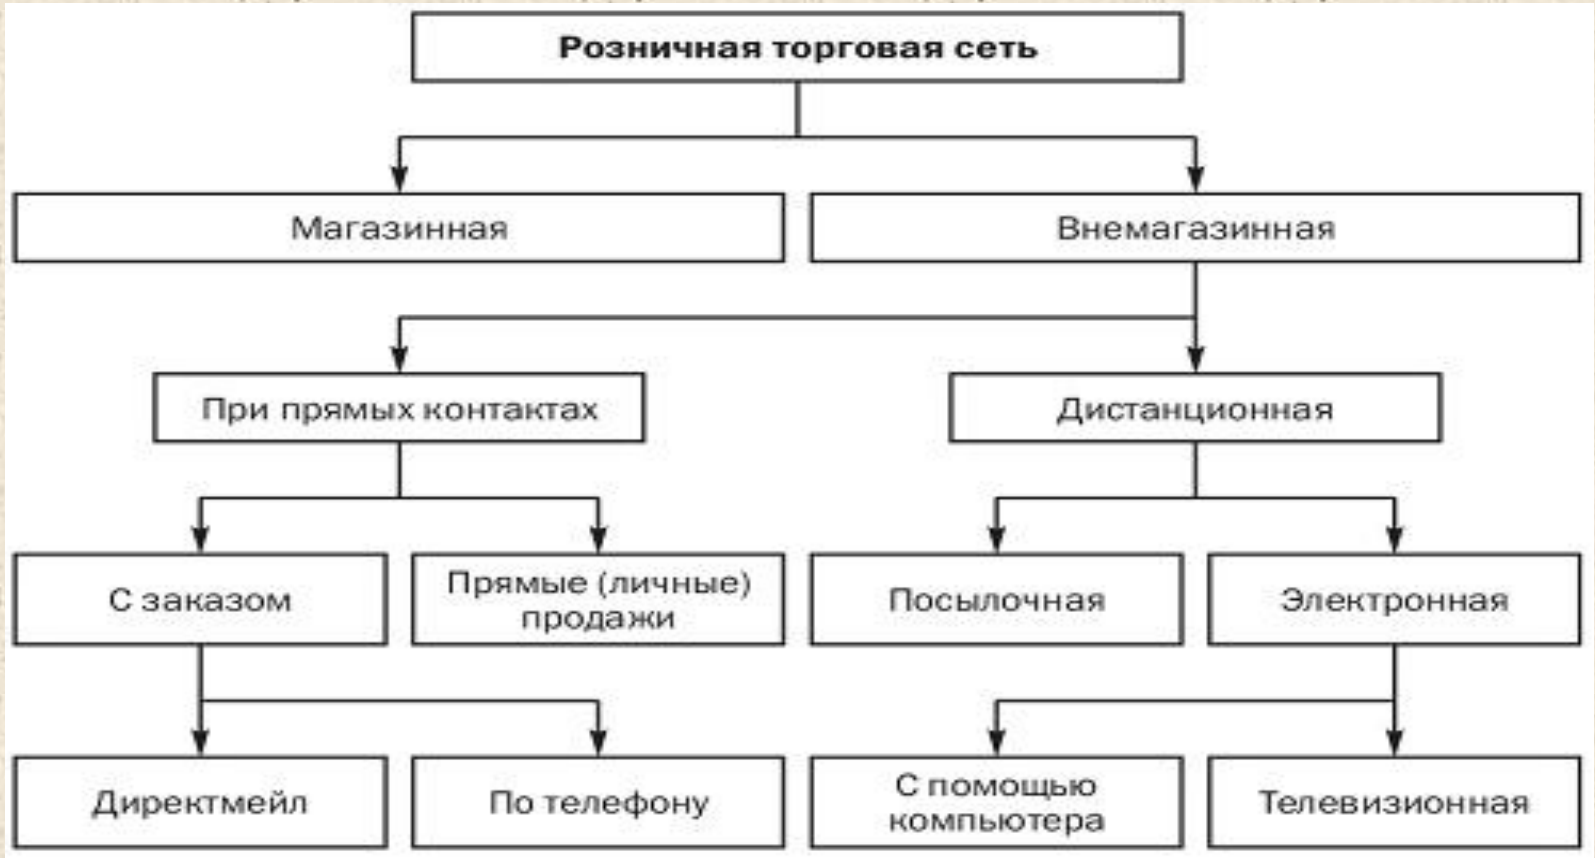 Розничная торговая сеть
Магазинная
Внемагазинная
При прямых контактах
Дистанционная
С заказом
Прямые (личные)
продажи
Посылочная
Электронная
Директмейл
По телефону
С помощью
компьютера
Телевизионная